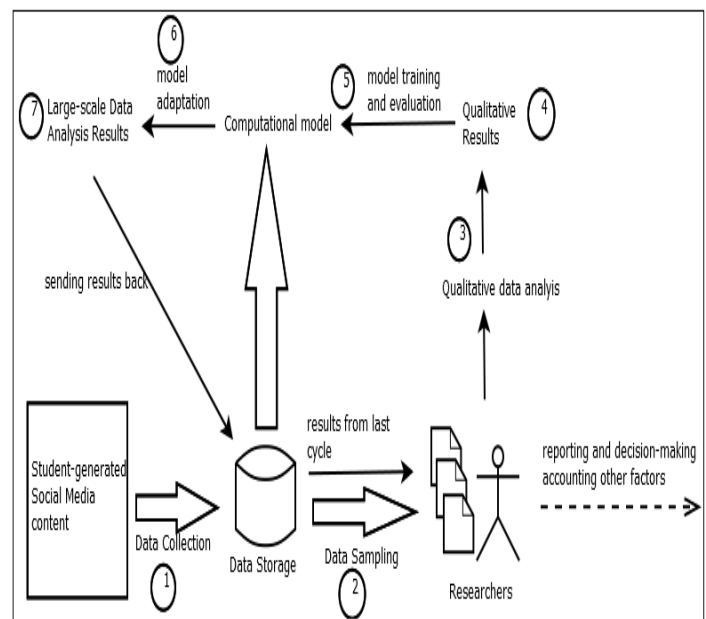 6
model
adaptation
7
Large-scale Data
Analysis Results
Computational model
5
model training
and evaluation
Qualitative
Results
4
3
Qualitative data analyis
sending results back
Student-generated
Social Media
content
Data Collection
1
Data Storage
results from last
cycle
Data Sampling
2
Researchers
reporting and decision-making
accounting other factors